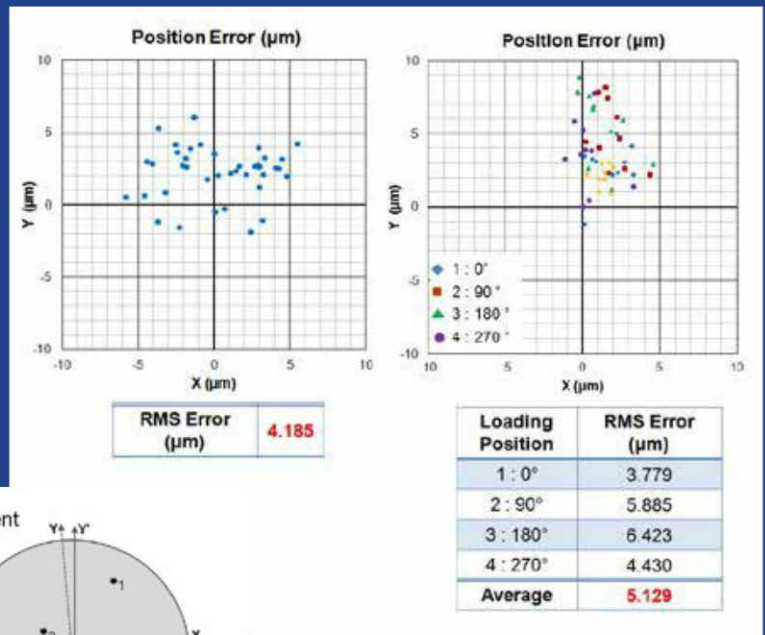 Position Error (µm)
10
5
0
-5
-10
-10
-5
0
5
10
Y (µm)
X (µm)
RMS Error
(µm)
4.185
Position Error (µm)
10
5
0
-5
-10
10
5
0
5
10
Y (µm)
X (µm)
1 : 0°
2 : 90°
3 : 180°
4 : 270°
Loading
Position
RMS Error
(µm)
1 : 0°
3.779
2 : 90°
5.885
3 : 180°
6.423
4 : 270°
4.430
Average
5.129
Y
Y'
1
X